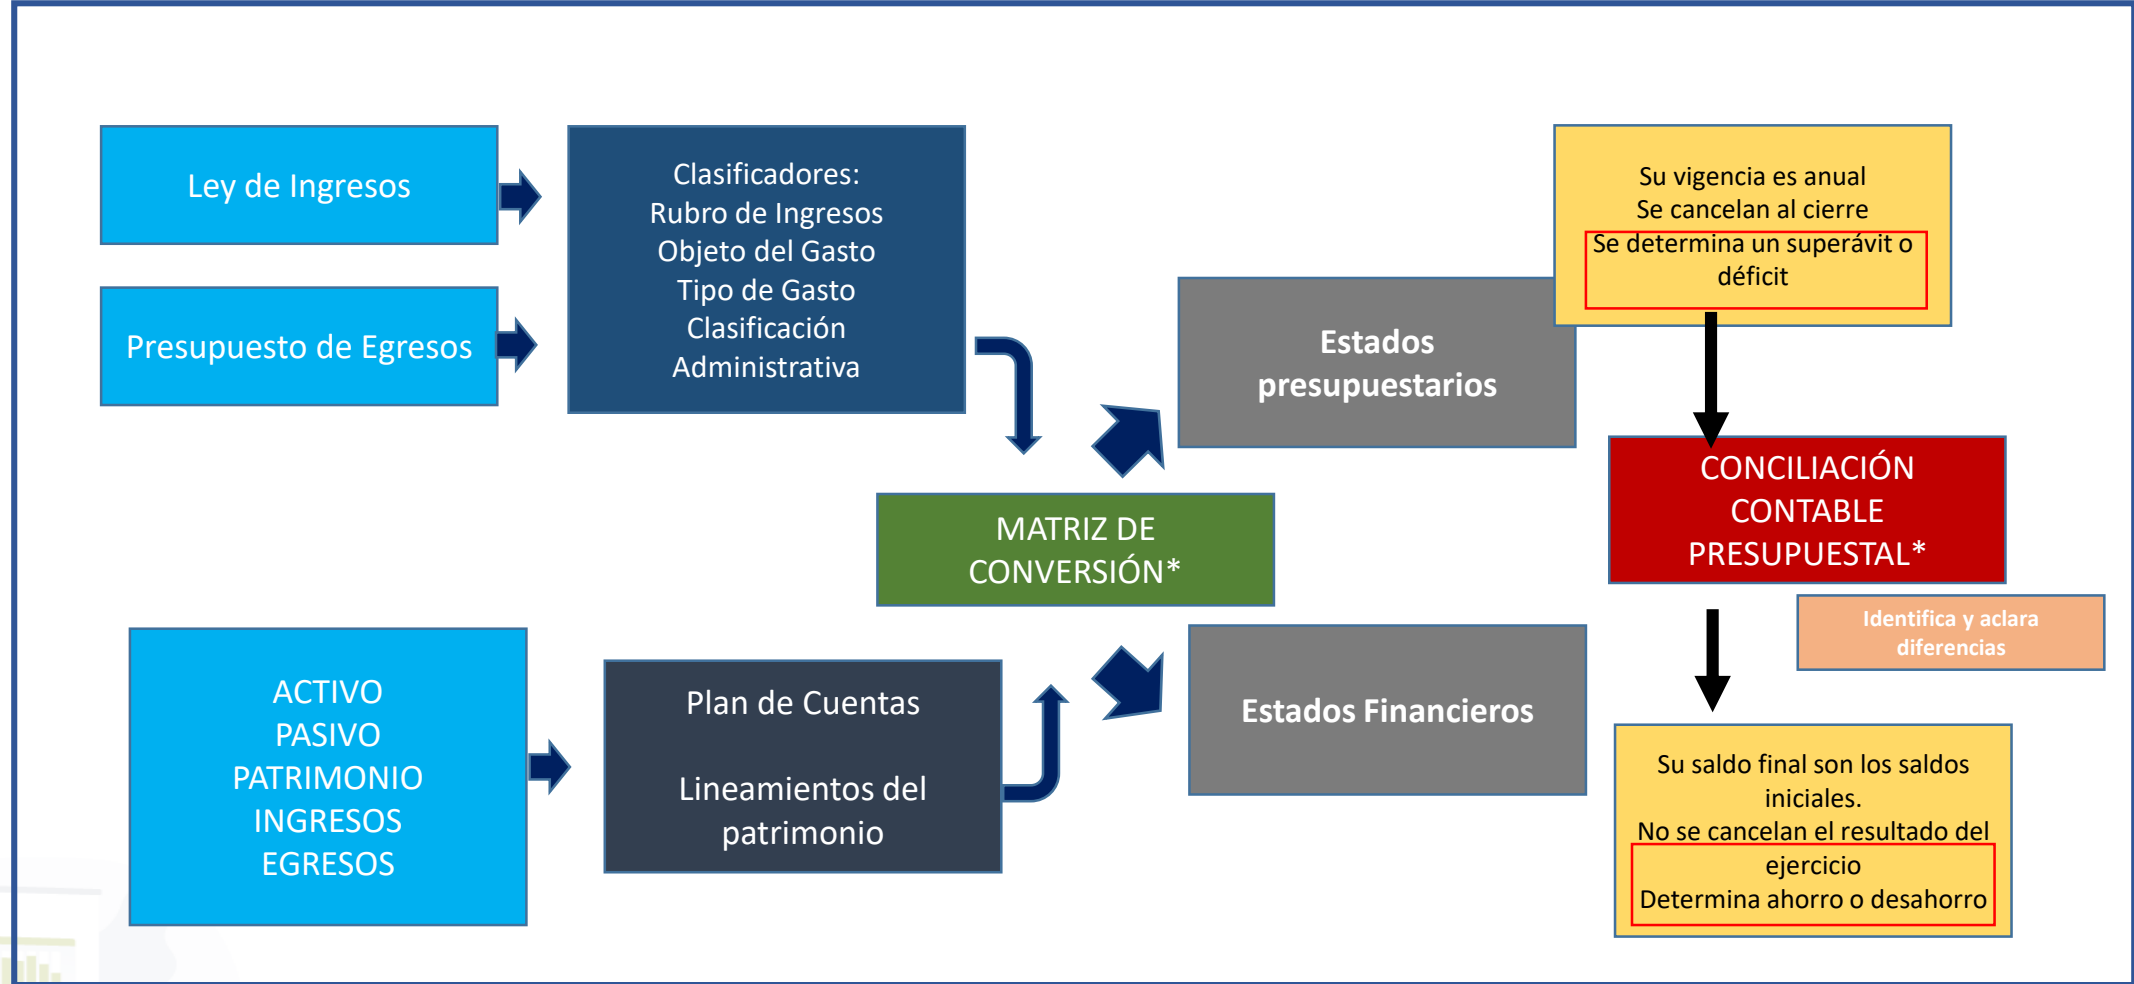 Ley de Ingresos
Presupuesto de Egresos
Clasificadores:
Rubro de Ingresos
Objeto del Gasto
Tipo de Gasto
Clasificación
Administrativa
Estados
presupuestarios
Su vigencia es anual
Se cancelan al cierre
Se determina un superávit o
déficit
MATRIZ DE
CONVERSIÓN*
CONCILIACIÓN
CONTABLE
PRESUPUESTAL*
Identifica y aclara
diferencias
ACTIVO
PASIVO
PATRIMONIO
INGRESOS
EGRESOS
Plan de Cuentas
Lineamientos del
patrimonio
Estados Financieros
Su saldo final son los saldos
iniciales.
No se cancelan el resultado del
ejercicio
Determina ahorro o desahorro